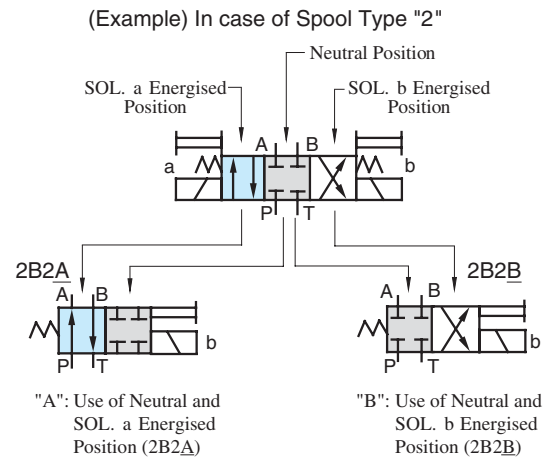 (Example) In case of Spool Type "2"
Neutral Position
SOL. a Energised
Position
SOL. b Energised
Position
A B
a b
P T
2B2A
A B
b
P T
2B2B
A B
b
P T
"A": Use of Neutral and
SOL. a Energised
Position (2B2A)
"B": Use of Neutral and
SOL. b Energised
Position (2B2B)